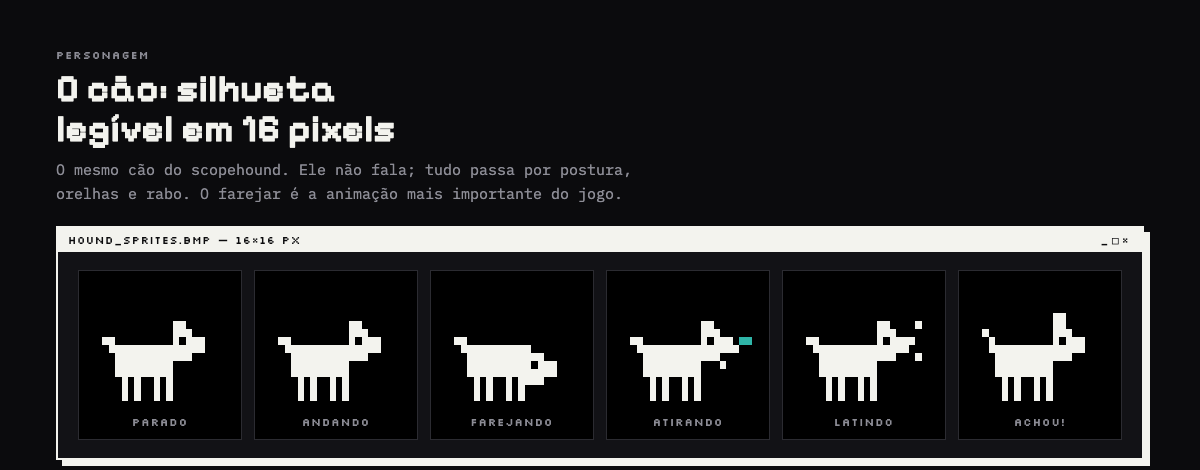 PERSONAGEM
O cão: silhueta
legível em 16 pixels
O mesmo cão do scopehound. Ele não fala; tudo passa por postura,
orelhas e rabo. O farejar é a animação mais importante do jogo.
HOUND_SPRITES.BMP — 16×16 PX
PARADO
ANDANDO
FAREJANDO
ATIRANDO
LATINDO
ACHOU!